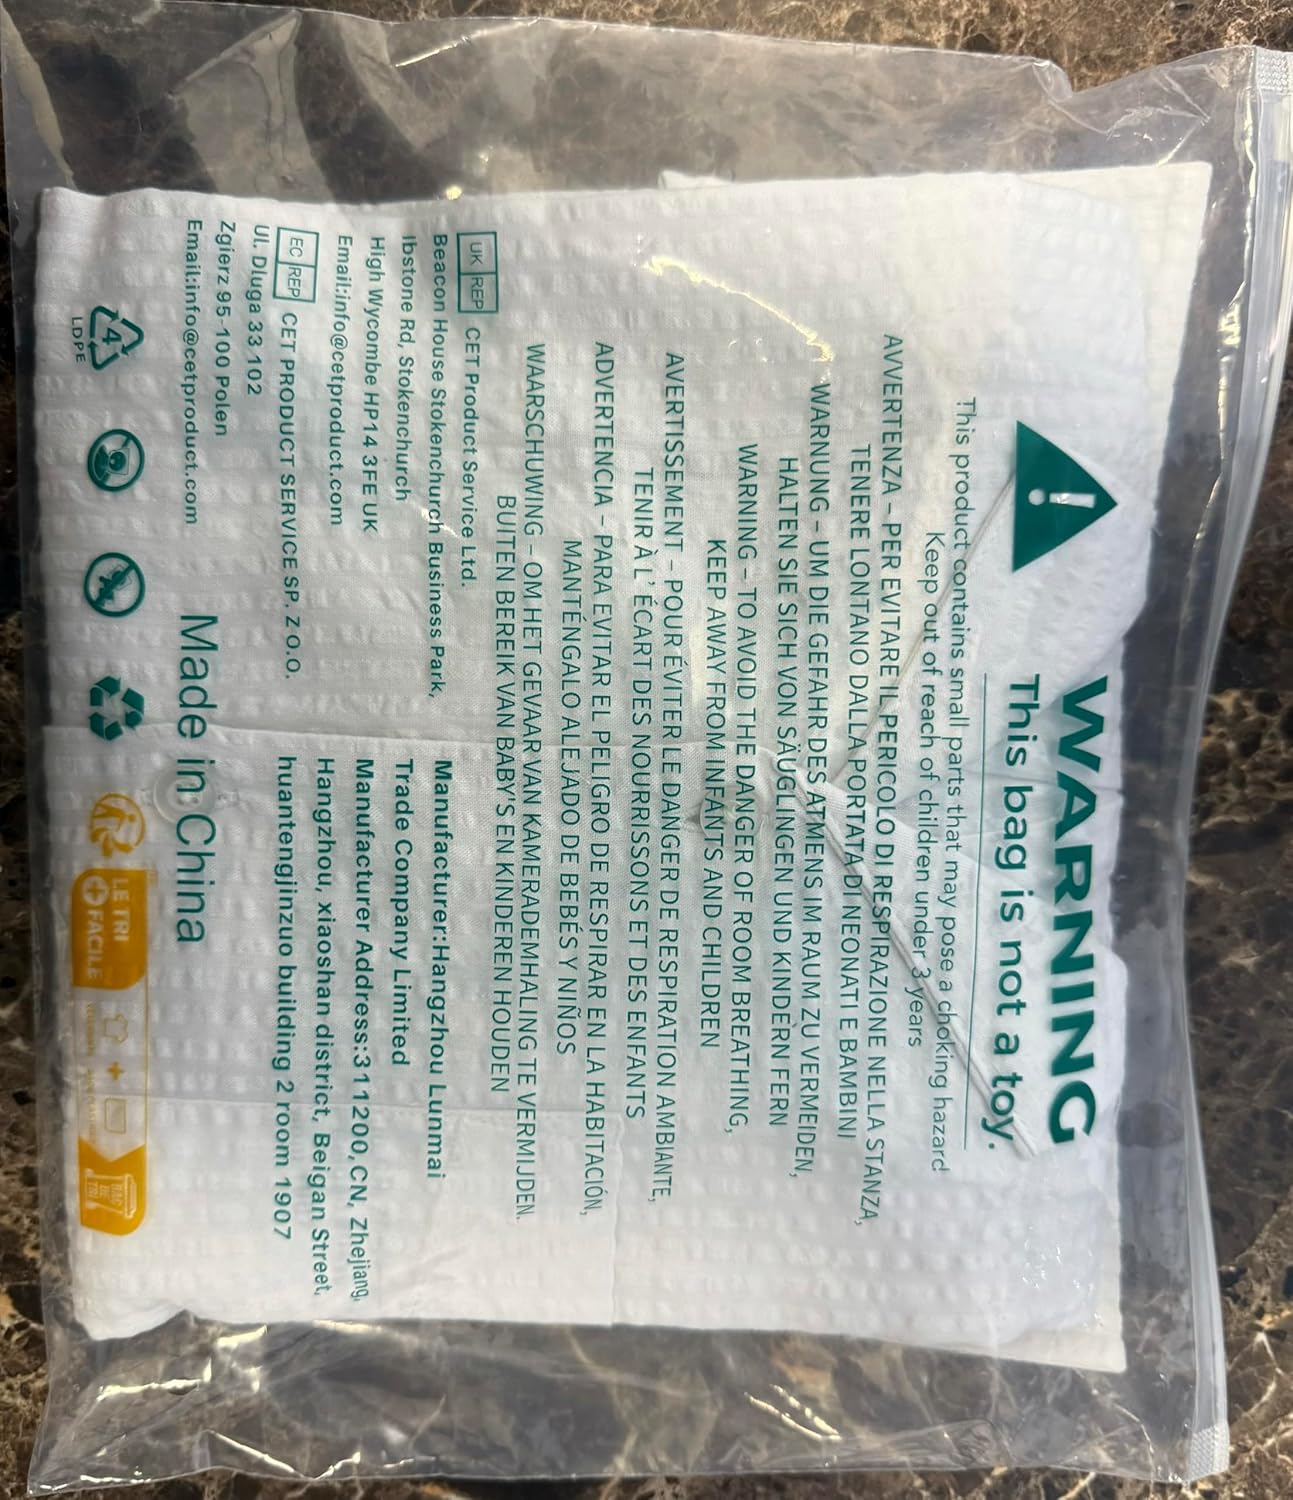 WARNING
This bag is not a toy.
This product contains small parts that may pose a choking hazard
Keep out of reach of children under 3 years
AVVERTENZA – PER EVITARE IL PERICOLO DI RESPIRAZIONE NELLA STANZA,
TENERE LONTANO DALLA PORTATA DI NEONATI E BAMBINI
WARNUNG – UM DIE GEFAHR DES ATMENS IM RAUM ZU VERMEIDEN,
HALTEN SIE SICH VON SÄUGLINGEN UND KINDERN FERN
WARNING – TO AVOID THE DANGER OF ROOM BREATHING,
KEEP AWAY FROM INFANTS AND CHILDREN
AVERTISSEMENT – POUR ÉVITER LE DANGER DE RESPIRATION AMBIANTE,
TENIR À L'ÉCART DES NOURRISSONS ET DES ENFANTS
ADVERTENCIA – PARA EVITAR EL PELIGRO DE RESPIRAR EN LA HABITACIÓN,
MANTÉNGALO ALEJADO DE BEBÉS Y NIÑOS
WAARSCHUWING – OM HET GEVAAR VAN KAMERADEMHALING TE VERMIJDEN.
BUITEN BEREIK VAN BABY'S EN KINDEREN HOUDEN
UK REP CET Product Service Ltd.
Beacon House Stokenchurch Business Park,
Ibstone Rd, Stokenchurch
High Wycombe HP14 3FE UK
Email:info@cetproduct.com
EC REP CET PRODUCT SERVICE SP. Z O.O.
Ul. Dluga 33 102
Zgierz 95-100 Polen
Email:info@cetproduct.com
Manufacturer:Hangzhou Lunmai
Trade Company Limited
Manufacturer Address:311200,CN, Zhejiang,
Hangzhou, xiaoshan district, Beigan Street,
huantengjinzuo building 2 room 1907
Made in China
4
LDPE
LE TRI
+ FACILE
+
BAC
DE
TRI